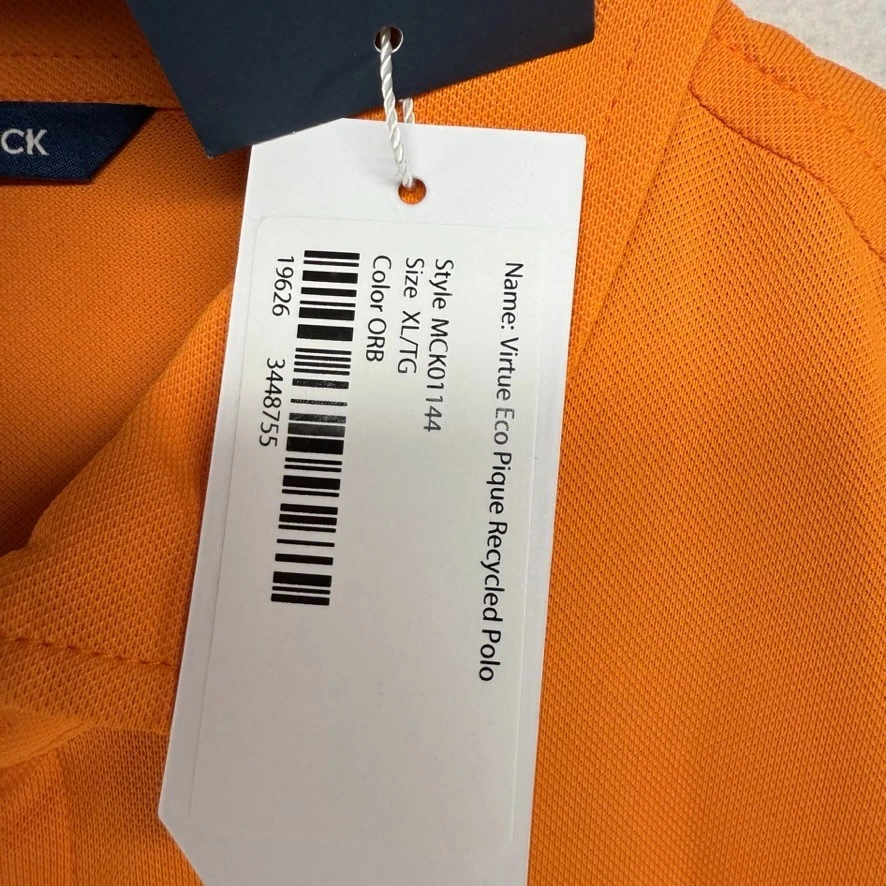 CK
Name: Virtue Eco Pique Recycled Polo
Style MCK01144
Size XL/TG
Color ORB
19626 3448755